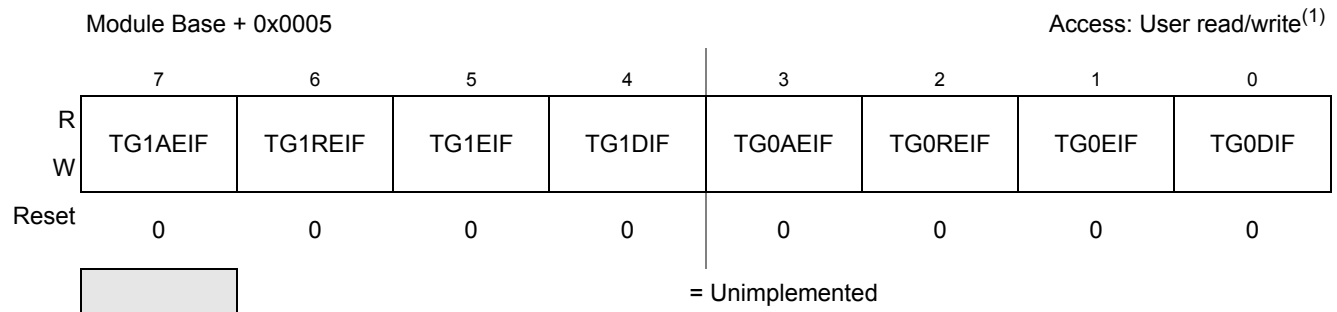 Module Base + 0x0005 Access: User read/write(1)
7 6 5 4 3 2 1 0
R
TG1AEIF TG1REIF TG1EIF TG1DIF TG0AEIF TG0REIF TG0EIF TG0DIF
W
Reset 0 0 0 0 0 0 0 0
= Unimplemented